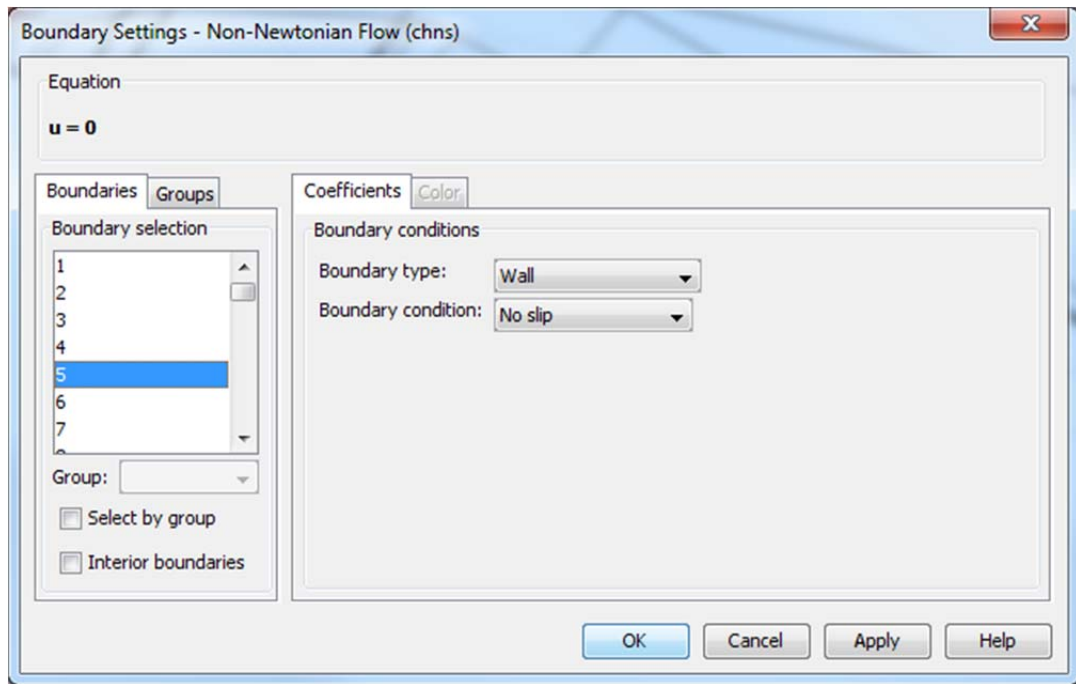 Boundary Settings - Non-Newtonian Flow (chns)
Equation
u = 0
Boundaries Groups
Coefficients Color
Boundary selection
1
2
3
4
5
6
7
Group:
Select by group
Interior boundaries
Boundary conditions
Boundary type: Wall
Boundary condition: No slip
OK Cancel Apply Help